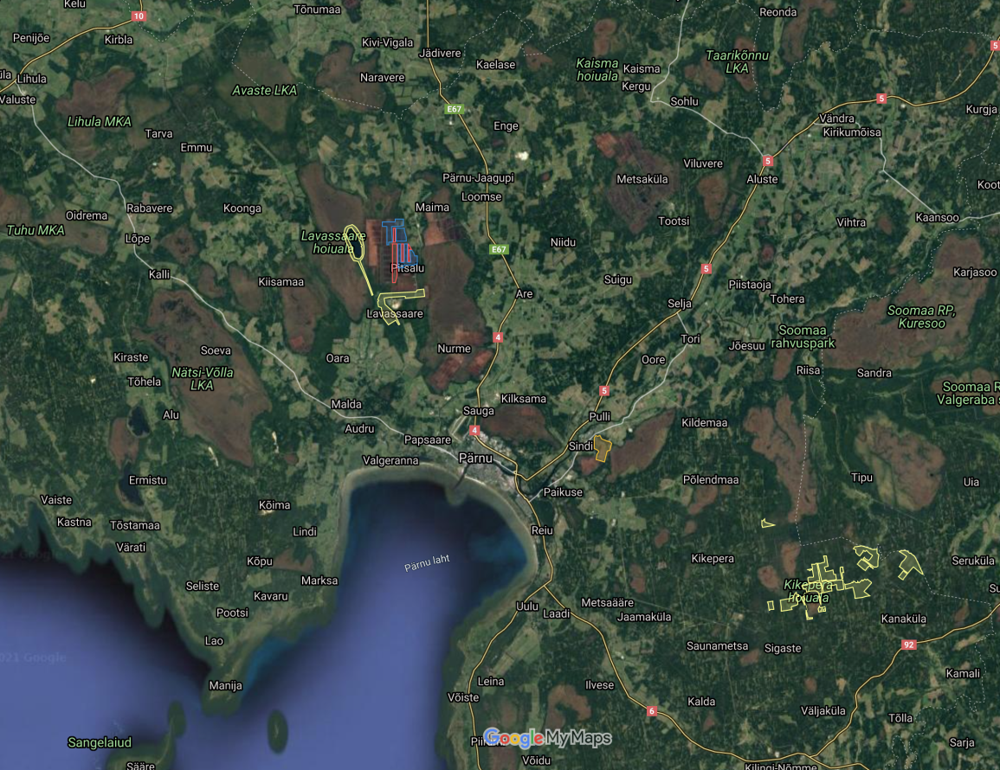 Kelu
Tõnumaa
Reonda
10
Penijõe
Kirbla
Kivi-Vigala
Jädivere
5
Kaelase
Kaisma
hoiuala
Kaisma
Taarikõnnu
LKA
Lihula
Naravere
Kergu
Valuste
Avaste LKA
Sohlu
5
E67
Kurgja
Lihula MKA
Vändra
Kirikumõisa
Tarva
Enge
Emmu
Viluvere
5
Pärnu-Jaagupi
Metsaküla
Aluste
Loomse
Rabavere
Koonga
Maima
Oidrema
Kaansoo
Tootsi
Vihtra
Tuhu MKA
Lõpe
Lavassaare
hoiuala
Niidu
E67
Pitsalu
5
Kalli
Kiisamaa
Suigu
Piistaoja
Karjasoo
Are
Tohera
Selja
Lavassaare
Soomaa RP,
Kuresoo
4
Tori
Soomaa
rahvuspark
Jõesuu
Kiraste
Soeva
Oara
Nurme
Oore
Riisa
Sandra
Tõhela
Nätsi-Võlla
LKA
5
Soomaa R
Valgeraba s
Malda
Kilksama
Alu
Sauga
Pulli
Kildemaa
Audru
4
Papsaare
Sindi
Valgeranna
Pärnu
Ermistu
Põlendmaa
Tipu
Uia
Paikuse
Vaiste
Kõima
Kastna
Tõstamaa
Lindi
Reiu
Värati
Kõpu
Pärnu laht
Kikepera
Seruküla
Marksa
Seliste
Kikepera
hoiuala
Kavaru
Metsaääre
Uulu
Pootsi
Laadi
Jaamaküla
Kanaküla
Lao
Saunametsa
Sigaste
92
Manija
Leina
Ilvese
Kamali
Võiste
Kalda
6
Väljaküla
Tõlla
Google My Maps
Sangelaiud
Sarja
Võidu
Sääre
Kilingi-Nõmme